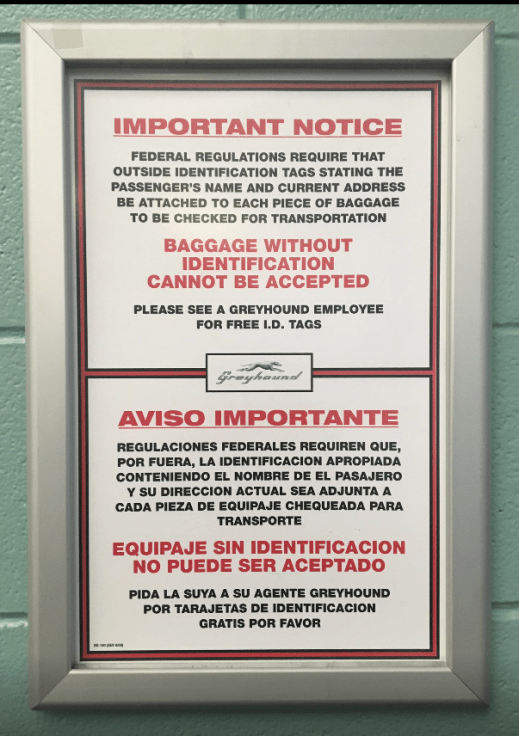 IMPORTANT NOTICE
FEDERAL REGULATIONS REQUIRE THAT
OUTSIDE IDENTIFICATION TAGS STATING THE
PASSENGER'S NAME AND CURRENT ADDRESS
BE ATTACHED TO EACH PIECE OF BAGGAGE
TO BE CHECKED FOR TRANSPORTATION
BAGGAGE WITHOUT
IDENTIFICATION
CANNOT BE ACCEPTED
PLEASE SEE A GREYHOUND EMPLOYEE
FOR FREE I.D. TAGS
Greyhound
AVISO IMPORTANTE
REGULACIONES FEDERALES REQUIREN QUE,
POR FUERA, LA IDENTIFICACION APROPIADA
CONTENIENDO EL NOMBRE DE EL PASAJERO
Y SU DIRECCION ACTUAL SEA ADJUNTA A
CADA PIEZA DE EQUIPAJE CHEQUEADA PARA
TRANSPORTE
EQUIPAJE SIN IDENTIFICACION
NO PUEDE SER ACEPTADO
PIDA LA SUYA A SU AGENTE GREYHOUND
POR TARAJETAS DE IDENTIFICACION
GRATIS POR FAVOR